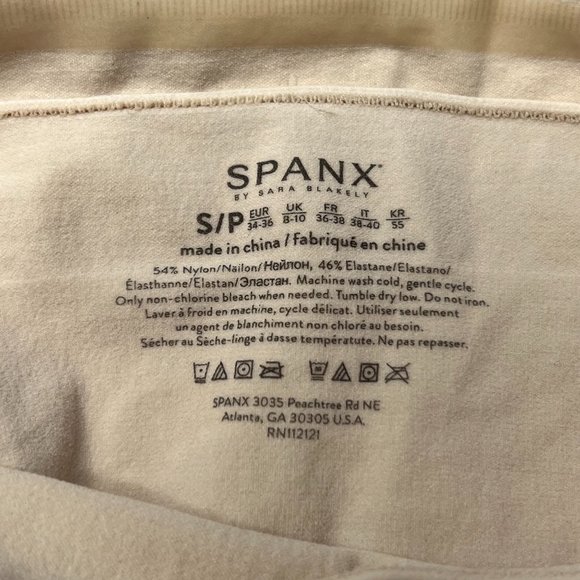 SPANX®
BY SARA BLAKELY
S/P EUR 34-36 UK 8-10 FR 36-38 IT 38-40 KR 55
made in china / Fabriqué en chine
54% Nylon/Nailon/Нейлон, 46% Elastane/Elastano/
Élasthanne/Elastan/Эластан. Machine wash cold, gentle cycle.
Only non-chlorine bleach when needed. Tumble dry low. Do not iron.
Laver à froid en machine, cycle délicat. Utiliser seulement
un agent de blanchiment non chloré au besoin.
Sécher au Sèche-linge à dasse température. Ne pas repasser.
SPANX 3035 Peachtree Rd NE
Atlanta, GA 30305 U.S.A.
RN112121